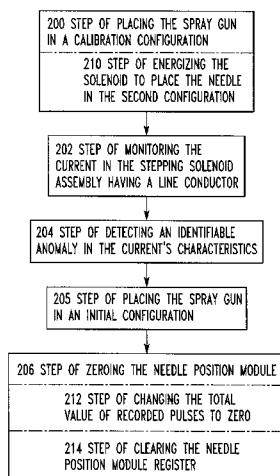 200 STEP OF PLACING THE SPRAY GUN
IN A CALIBRATION CONFIGURATION
210 STEP OF ENERGIZING THE
SOLENOID TO PLACE THE NEEDLE
IN THE SECOND CONFIGURATION
202 STEP OF MONITORING THE
CURRENT IN THE STEPPING SOLENOID
ASSEMBLY HAVING A LINE CONDUCTOR
204 STEP OF DETECTING AN IDENTIFIABLE
ANOMALY IN THE CURRENT'S CHARACTERISTICS
205 STEP OF PLACING THE SPRAY GUN
IN AN INITIAL CONFIGURATION
206 STEP OF ZEROING THE NEEDLE POSITION MODULE
212 STEP OF CHANGING THE TOTAL
VALUE OF RECORDED PULSES TO ZERO
214 STEP OF CLEARING THE NEEDLE
POSITION MODULE REGISTER